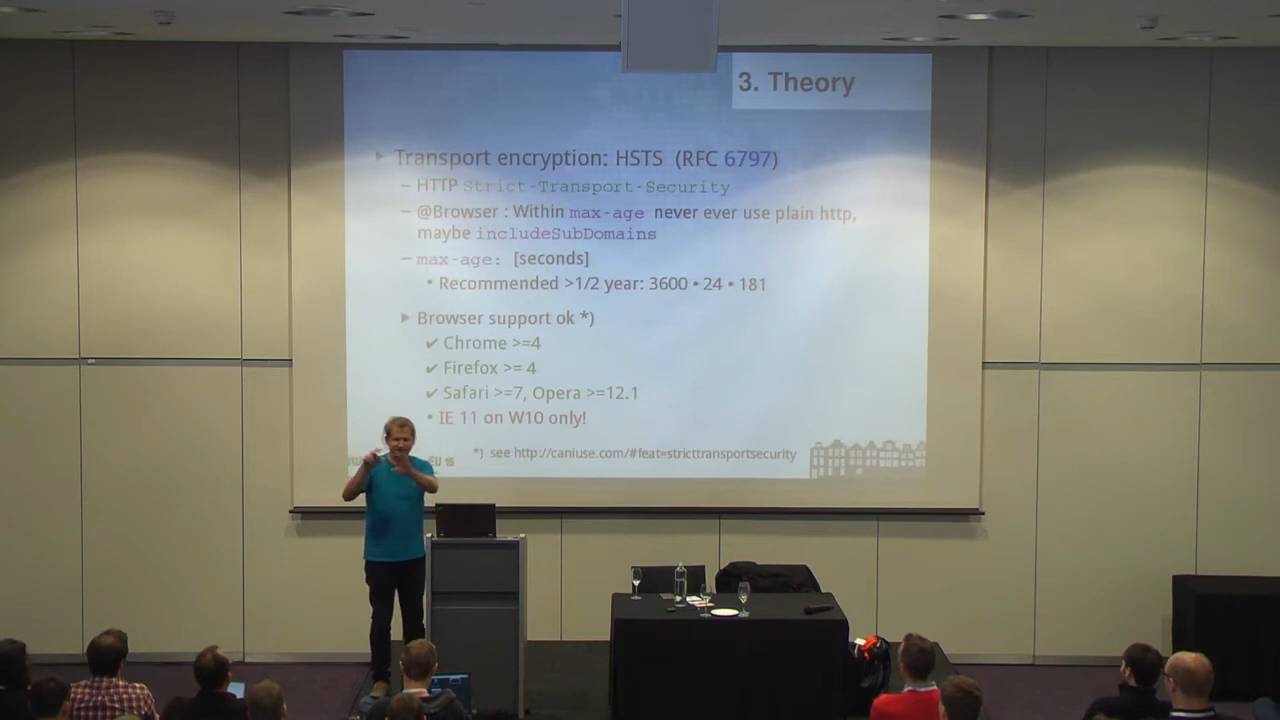 3. Theory
Transport encryption: HSTS (RFC 6797)
– HTTP Strict-Transport-Security
– @Browser : Within max-age never ever use plain http,
maybe includeSubDomains
– max-age: [seconds]
• Recommended >1/2 year: 3600 • 24 • 181
Browser support ok *)
✔ Chrome >=4
✔ Firefox >= 4
✔ Safari >=7, Opera >=12.1
• IE 11 on W10 only!
*) see http://caniuse.com/#feat=stricttransportsecurity
EU 15